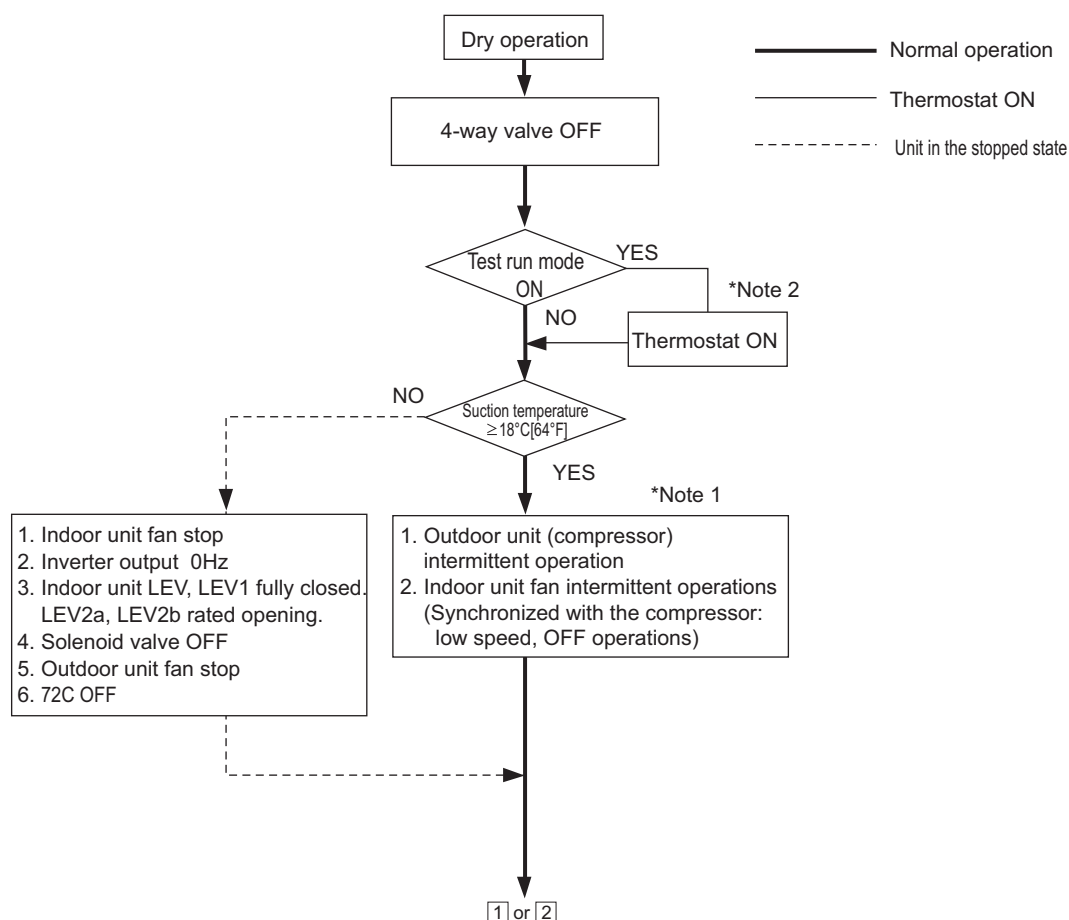 Dry operation
Normal operation
Thermostat ON
Unit in the stopped state
4-way valve OFF
Test run mode
ON
YES
NO
*Note 2
Thermostat ON
Suction temperature
≥18°C[64°F]
NO
YES
*Note 1
1. Indoor unit fan stop
2. Inverter output 0Hz
3. Indoor unit LEV, LEV1 fully closed.
LEV2a, LEV2b rated opening.
4. Solenoid valve OFF
5. Outdoor unit fan stop
6. 72C OFF
1. Outdoor unit (compressor)
intermittent operation
2. Indoor unit fan intermittent operations
(Synchronized with the compressor:
low speed, OFF operations)
1 or 2